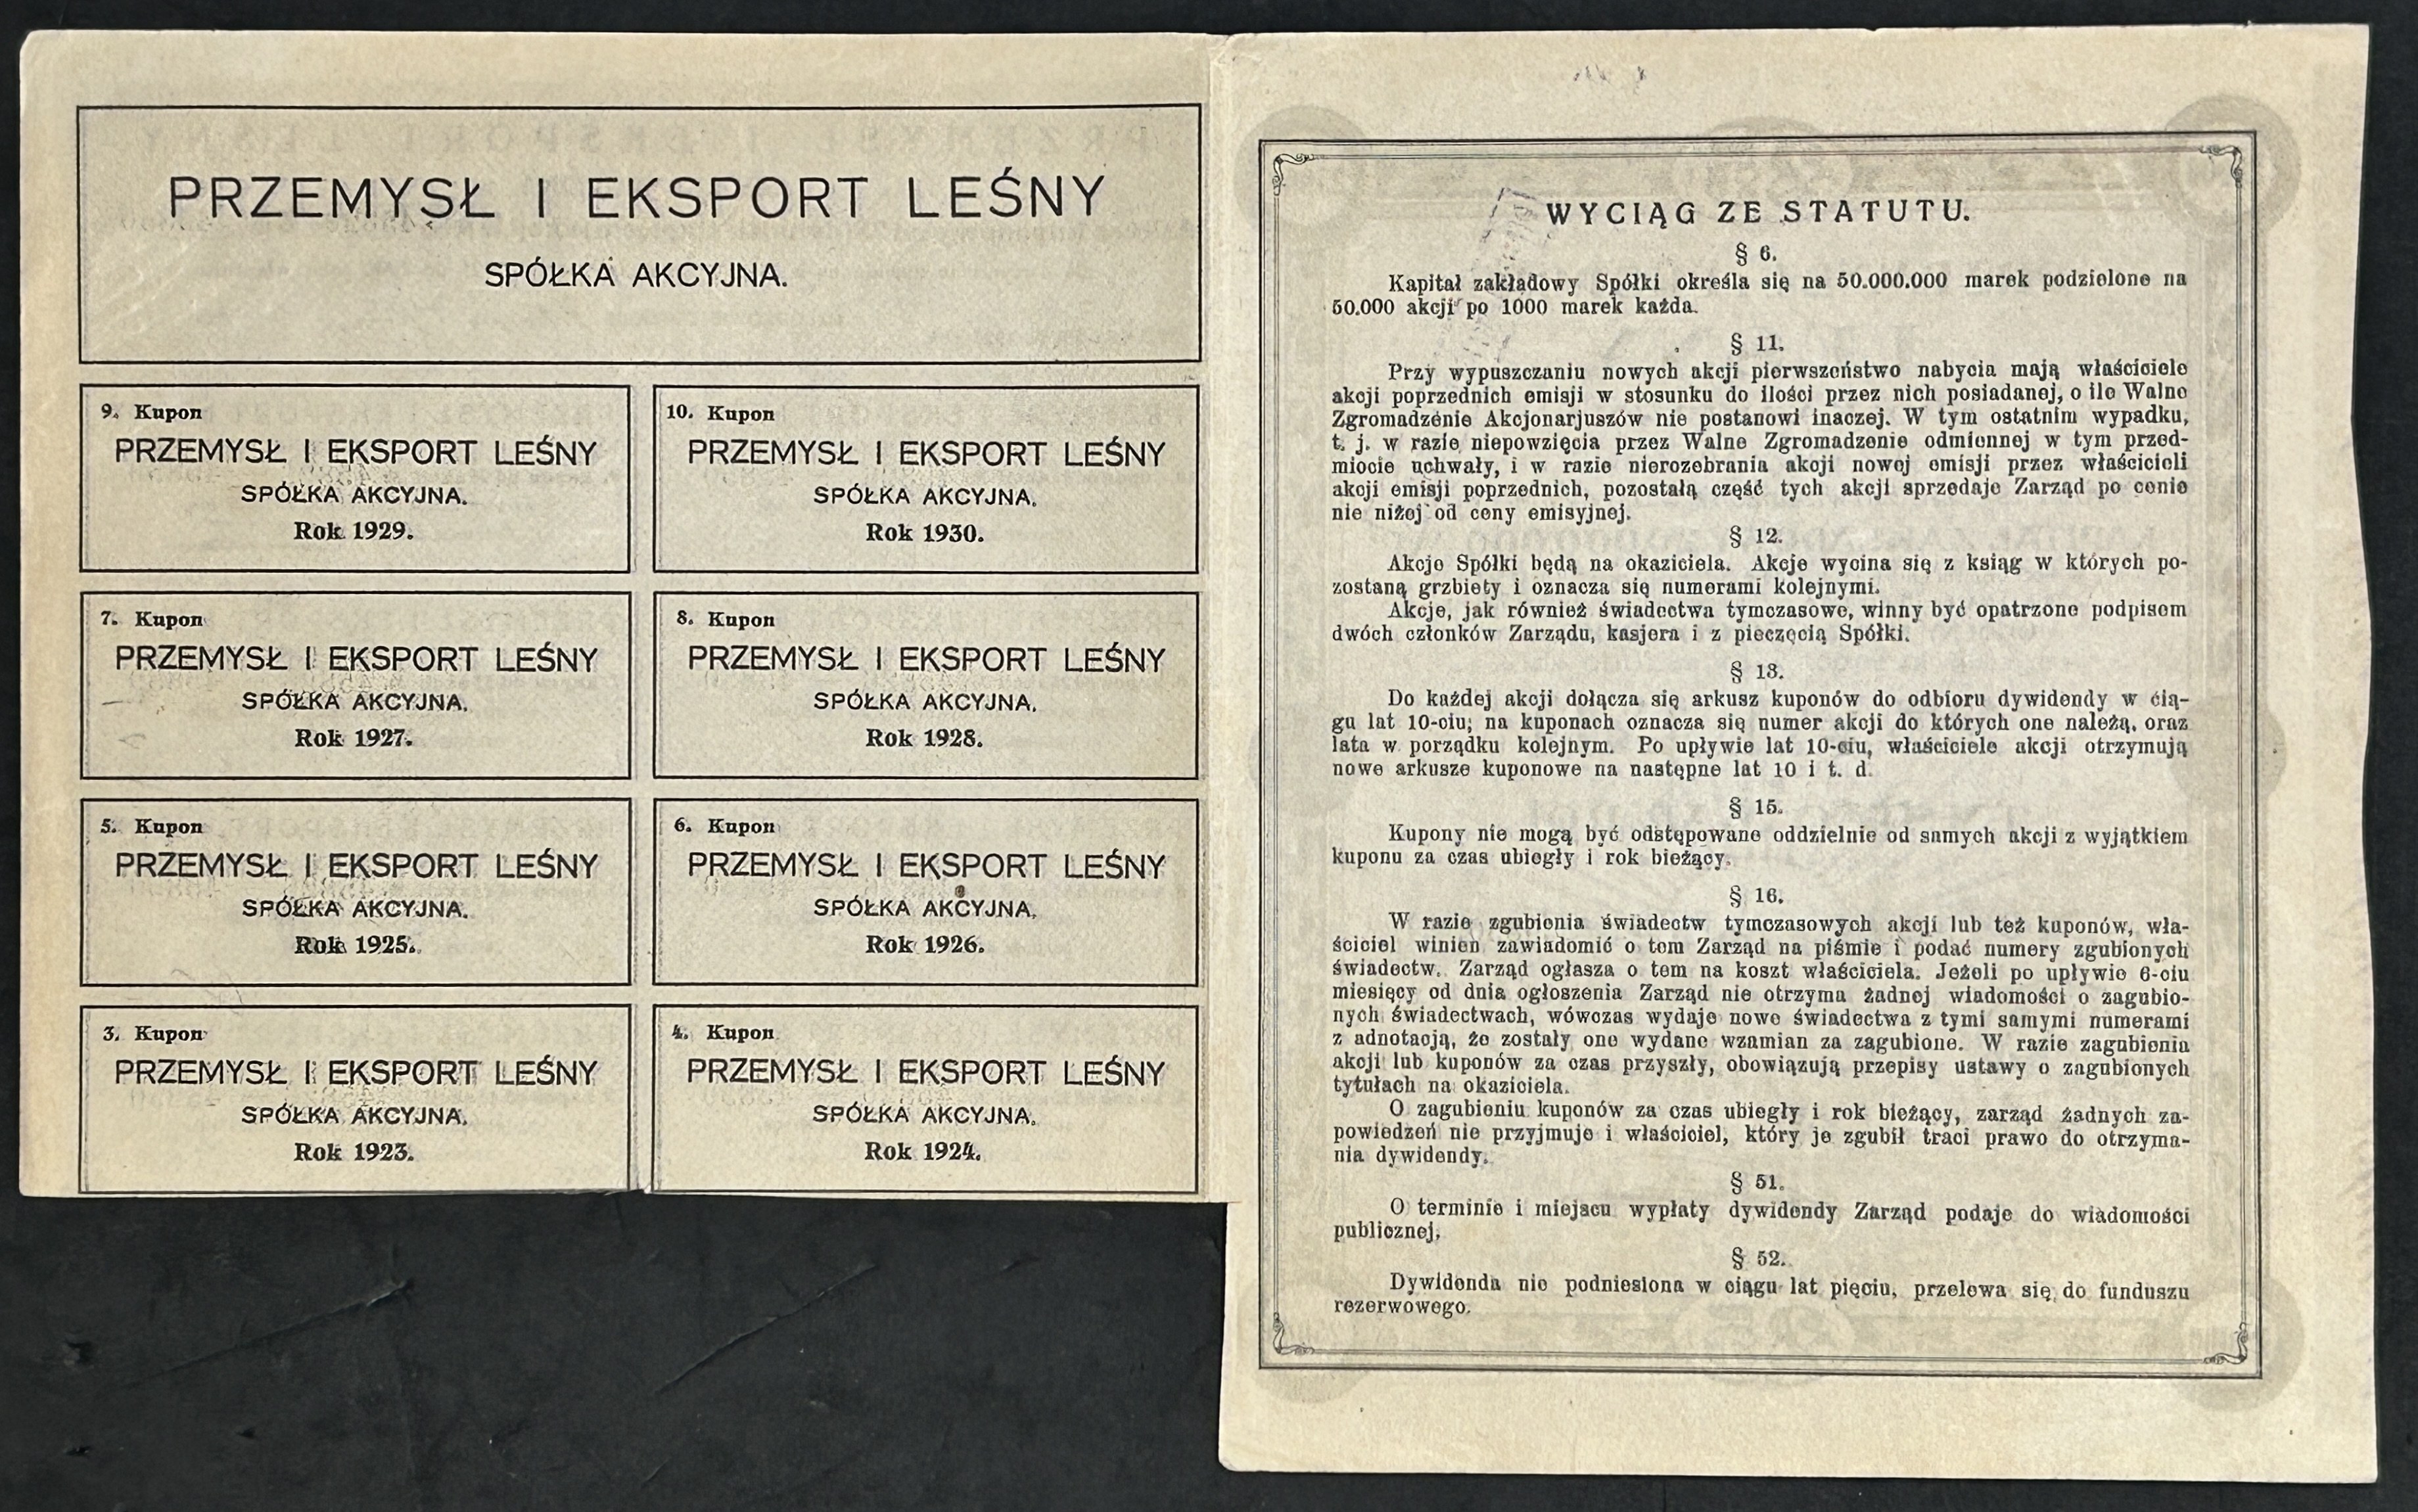 PRZEMYSŁ I EKSPORT LEŚNY
SPÓŁKA AKCYJNA.
9. Kupon
PRZEMYSŁ I EKSPORT LEŚNY
SPÓŁKA AKCYJNA.
Rok 1929.
10. Kupon
PRZEMYSŁ I EKSPORT LEŚNY
SPÓŁKA AKCYJNA.
Rok 1930.
7. Kupon
PRZEMYSŁ I EKSPORT LEŚNY
SPÓŁKA AKCYJNA.
Rok 1927.
8. Kupon
PRZEMYSŁ I EKSPORT LEŚNY
SPÓŁKA AKCYJNA.
Rok 1928.
5. Kupon
PRZEMYSŁ I EKSPORT LEŚNY
SPÓŁKA AKCYJNA.
Rok 1925.
6. Kupon
PRZEMYSŁ I EKSPORT LEŚNY
SPÓŁKA AKCYJNA.
Rok 1926.
3. Kupon
PRZEMYSŁ I EKSPORT LEŚNY
SPÓŁKA AKCYJNA.
Rok 1923.
4. Kupon
PRZEMYSŁ I EKSPORT LEŚNY
SPÓŁKA AKCYJNA.
Rok 1924.
WYCIĄG ZE STATUTU.
§ 6.
Kapitał zakładowy Spółki określa się na 50.000.000 marek podzielone na
50.000 akcji po 1000 marek każda.
§ 11.
Przy wypuszczaniu nowych akcji pierwszeństwo nabycia mają właściciele
akcji poprzednich emisji w stosunku do ilości przez nich posiadanej, o ile Walne
Zgromadzenie Akcjonarjuszów nie postanowi inaczej. W tym ostatnim wypadku,
t. j. w razie niepowzięcia przez Walne Zgromadzenie odmiennej w tym przed-
miocie uchwały, i w razie nierozebrania akcji nowej emisji przez właścicieli
akcji emisji poprzednich, pozostałą część tych akcji sprzedaje Zarząd po cenie
nie niżej od ceny emisyjnej.
§ 12.
Akcje Spółki będą na okaziciela. Akcje wycina się z ksiąg w których po-
zostaną grzbiety i oznacza się numerami kolejnymi.
Akcje, jak również świadectwa tymczasowe, winny być opatrzone podpisem
dwóch członków Zarządu, kasjera i z pieczęcią Spółki.
§ 13.
Do każdej akcji dołącza się arkusz kuponów do odbioru dywidendy w cią-
gu lat 10-ciu; na kuponach oznacza się numer akcji do których one należą, oraz
lata w porządku kolejnym. Po upływie lat 10-ciu, właściciele akcji otrzymują
nowe arkusze kuponowe na następne lat 10 i t. d.
§ 15.
Kupony nie mogą być odstępowane oddzielnie od samych akcji z wyjątkiem
kuponu za czas ubiegły i rok bieżący.
§ 16.
W razie zgubienia świadectw tymczasowych akcji lub też kuponów, wła-
ściciel winien zawiadomić o tem Zarząd na piśmie i podać numery zgubionych
świadectw. Zarząd ogłasza o tem na koszt właściciela. Jeżeli po upływie 6-ciu
miesięcy od dnia ogłoszenia Zarząd nie otrzyma żadnej wiadomości o zagubio-
nych świadectwach, wówczas wydaje nowe świadectwa z tymi samymi numerami
z adnotacją, że zostały one wydane wzamian za zagubione. W razie zagubienia
akcji lub kuponów za czas przyszły, obowiązują przepisy ustawy o zagubionych
tytułach na okaziciela.
O zagubieniu kuponów za czas ubiegły i rok bieżący, zarząd żadnych za-
powiedzeń nie przyjmuje i właściciel, który je zgubił traci prawo do otrzyma-
nia dywidendy.
§ 51.
O terminie i miejscu wypłaty dywidendy Zarząd podaje do wiadomości
publicznej.
§ 52.
Dywidenda nie podniesiona w ciągu lat pięciu, przelewa się do funduszu
rezerwowego.